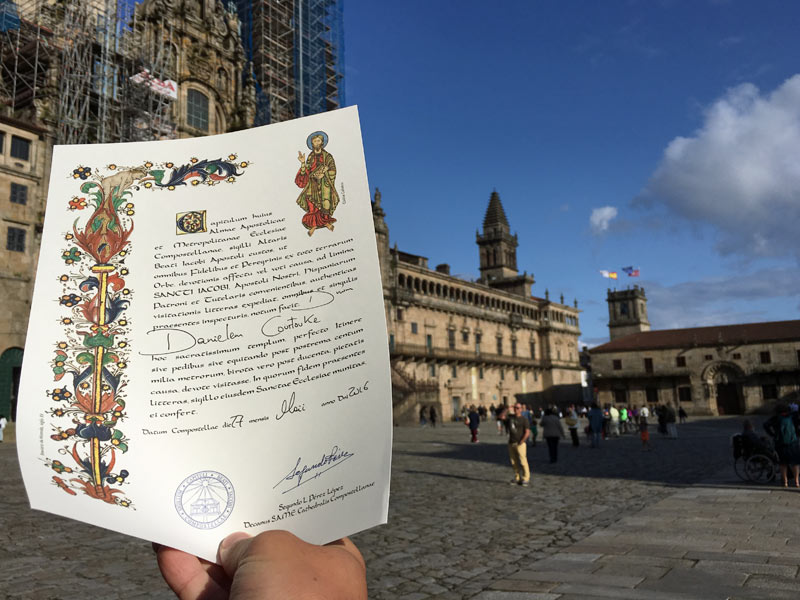 Capitulum huius
Almae Apostolicae
et Metropolitanae Ecclesiae
Compostellanae, sigilli Altaris
Beati Iacobi Apostoli custos, ut
omnibus Fidelibus et Peregrinis ex toto terrarum
Orbe, devotionis affectu vel voti causa, ad limina
SANCTI IACOBI, Apostoli Nostri, Hispaniarum
Patroni et Tutelaris convenientibus, authenticas
visitationis litteras expediat, omnibus et singulis
praesentes inspecturis, notum facit: Dnum
Danielem
hoc sacratissimum templum, perfecto Itinere
sive pedibus sive equitando post postrema centum
milia metrorum, birota vero post ducenta, pietatis
causa, devote visitasse. In quorum fidem praesentes
litteras, sigillo eiusdem Sanctae Ecclesiae munitas,
ei confert.
Datum Compostellae die 27 mensis Maii anno Dni 2016
Segundo L. Pérez López
Decanus S.A.M.E. Cathedralis Compostellanae